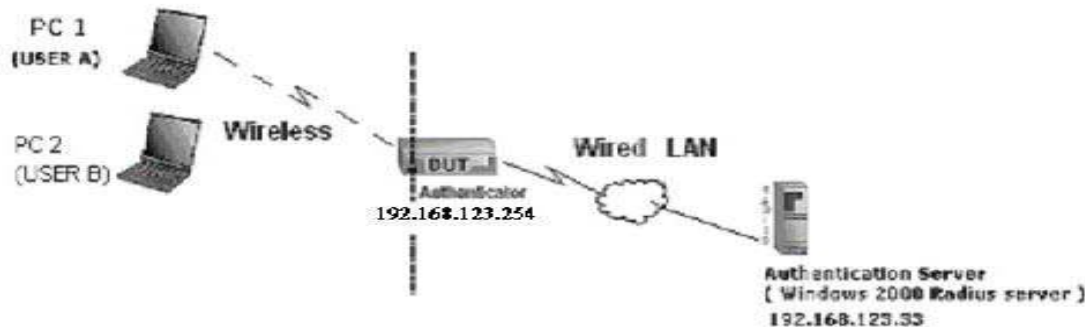 PC 1
(USER A)
PC 2
(USER B)
Wireless
DUT
Authenticator
192.168.123.254
Wired LAN
Authentication Server
( Windows 2000 Radius server )
192.168.123.33